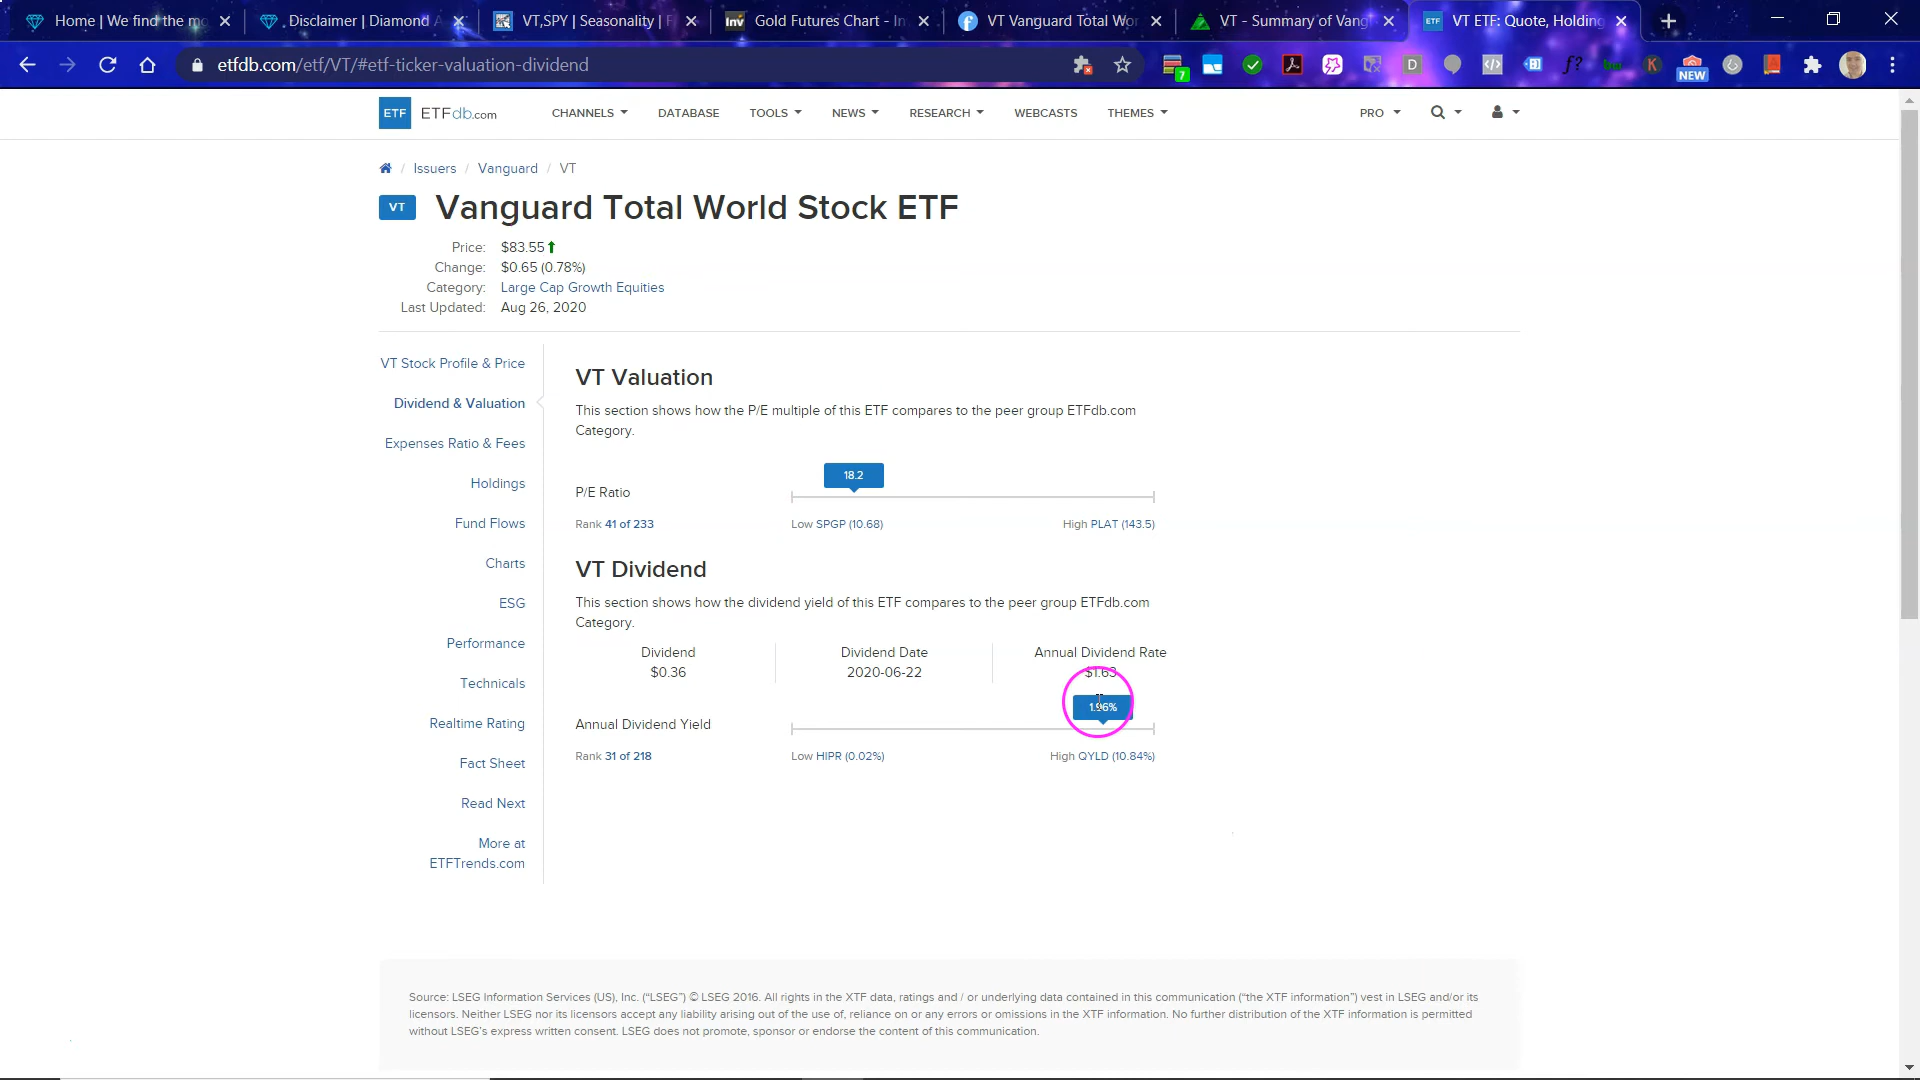 Home | We find the mo
Disclaimer | Diamond A
VT,SPY | Seasonality | F
Gold Futures Chart - In
VT Vanguard Total Wor
VT - Summary of Vang
VT ETF: Quote, Holding
etfdb.com/etf/VT/#etf-ticker-valuation-dividend
7
NEW
ETF ETFdb.com
CHANNELS
DATABASE
TOOLS
NEWS
RESEARCH
WEBCASTS
THEMES
PRO
/ Issuers / Vanguard / VT
VT Vanguard Total World Stock ETF
Price: $83.55
Change: $0.65 (0.78%)
Category: Large Cap Growth Equities
Last Updated: Aug 26, 2020
VT Stock Profile & Price
Dividend & Valuation
Expenses Ratio & Fees
Holdings
Fund Flows
Charts
ESG
Performance
Technicals
Realtime Rating
Fact Sheet
Read Next
More at
ETFTrends.com
VT Valuation
This section shows how the P/E multiple of this ETF compares to the peer group ETFdb.com
Category.
18.2
P/E Ratio
Rank 41 of 233
Low SPGP (10.68)
High PLAT (143.5)
VT Dividend
This section shows how the dividend yield of this ETF compares to the peer group ETFdb.com
Category.
Dividend
$0.36
Dividend Date
2020-06-22
Annual Dividend Rate
$1.63
1.96%
Annual Dividend Yield
Rank 31 of 218
Low HIPR (0.02%)
High QYLD (10.84%)
Source: LSEG Information Services (US), Inc. (“LSEG”) © LSEG 2016. All rights in the XTF data, ratings and / or underlying data contained in this communication (“the XTF information”) vest in LSEG and/or its
licensors. Neither LSEG nor its licensors accept any liability arising out of the use of, reliance on or any errors or omissions in the XTF information. No further distribution of the XTF information is permitted
without LSEG’s express written consent. LSEG does not promote, sponsor or endorse the content of this communication.